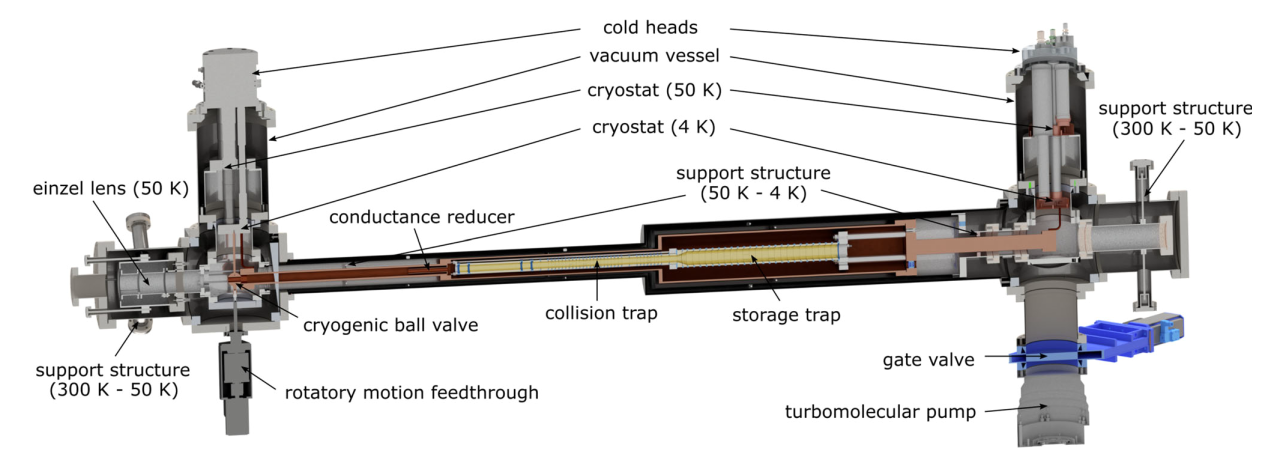 cold heads
vacuum vessel
cryostat (50 K)
cryostat (4 K)
support structure
(300 K - 50 K)
support structure
(50 K - 4 K)
einzel lens (50 K)
conductance reducer
collision trap
storage trap
cryogenic ball valve
support structure
(300 K - 50 K)
rotatory motion feedthrough
gate valve
turbomolecular pump